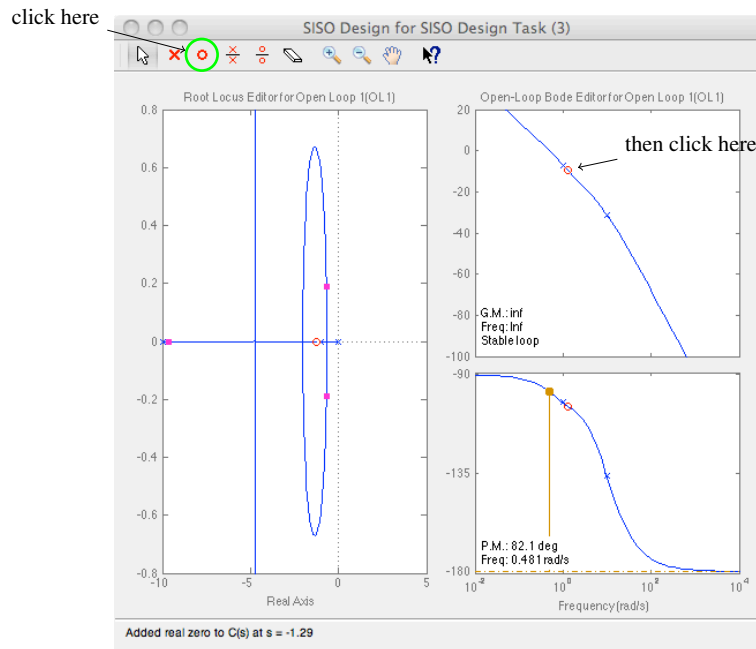 click here
SISO Design for SISO Design Task (3)
Root Locus Editor for Open Loop 1(OL1)
0.8
0.6
0.4
0.2
0
-0.2
-0.4
-0.6
-0.8
-10
-5
0
5
Real Axis
Open-Loop Bode Editor for Open Loop 1(OL1)
20
0
-20
-40
-60
-80
-100
then click here
G.M.: inf
Freq: Inf
Stable loop
-90
-135
-180
P.M.: 82.1 deg
Freq: 0.481 rad/s
10^-2
10^0
10^2
10^4
Frequency (rad/s)
Added real zero to C(s) at s = -1.29